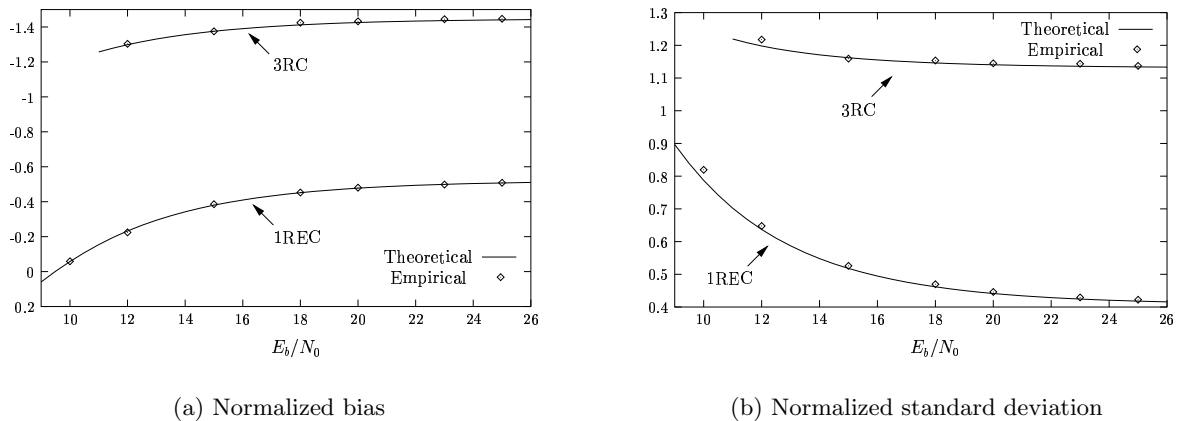 -1.4
-1.2
-1
-0.8
-0.6
-0.4
-0.2
0
0.2
10 12 14 16 18 20 22 24 26
3RC
1REC
Theoretical
Empirical
E_b/N_0
(a) Normalized bias
1.3
1.2
1.1
1
0.9
0.8
0.7
0.6
0.5
0.4
10 12 14 16 18 20 22 24 26
Theoretical
Empirical
3RC
1REC
E_b/N_0
(b) Normalized standard deviation